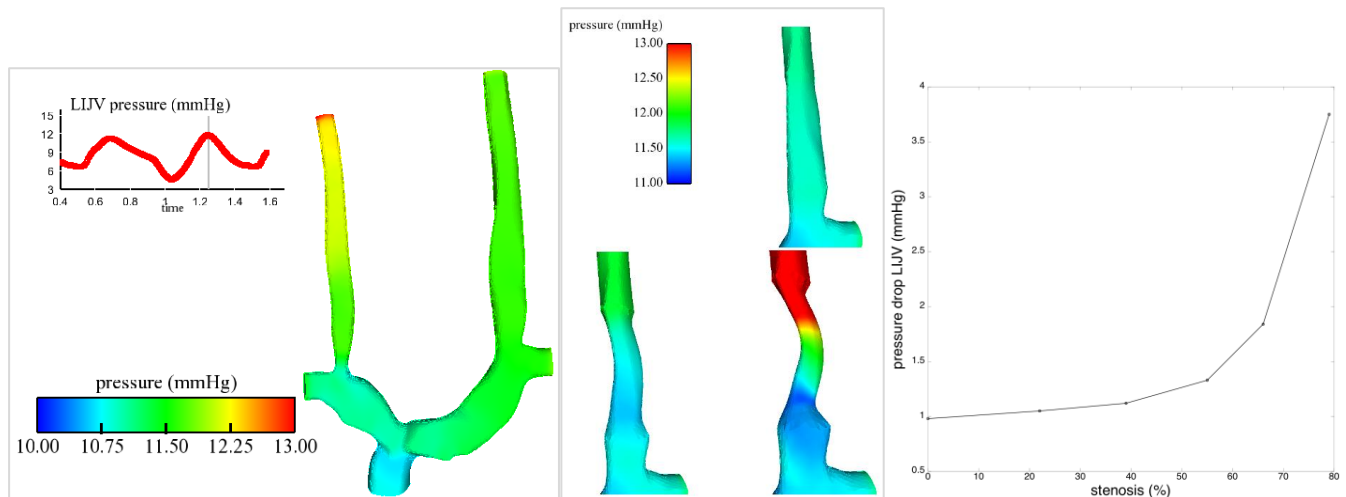 LIJV pressure (mmHg)
15
12
9
6
3
0.4 0.6 0.8 1 1.2 1.4 1.6
time
pressure (mmHg)
10.00 10.75 11.50 12.25 13.00
pressure (mmHg)
13.00
12.50
12.00
11.50
11.00
pressure drop LIJV (mmHg)
4
3.5
3
2.5
2
1.5
1
0.5
0 10 20 30 40 50 60 70 80
stenosis (%)